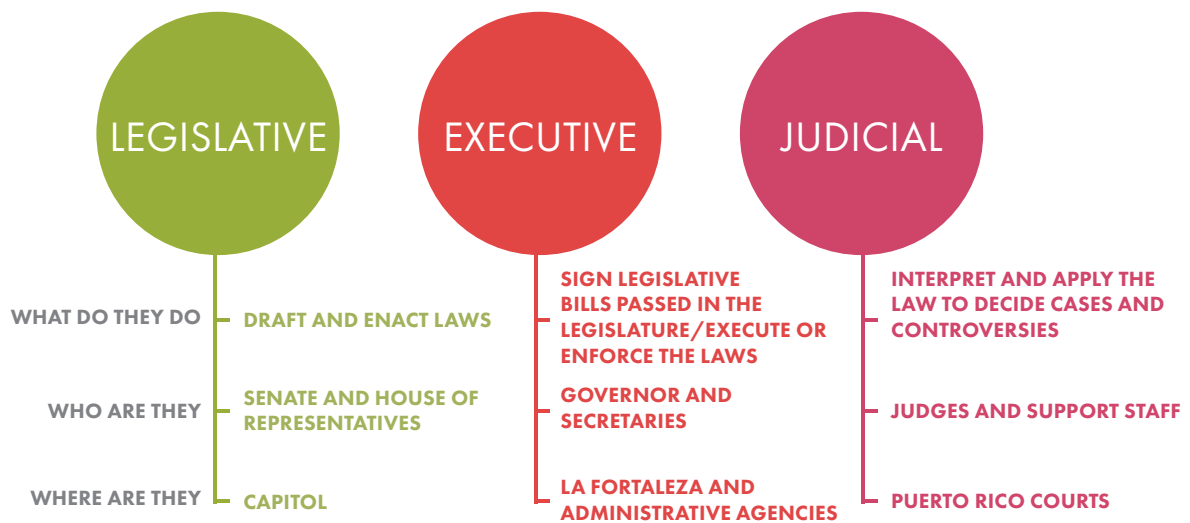 LEGISLATIVE
EXECUTIVE
JUDICIAL
WHAT DO THEY DO
DRAFT AND ENACT LAWS
SIGN LEGISLATIVE
BILLS PASSED IN THE
LEGISLATURE/EXECUTE OR
ENFORCE THE LAWS
INTERPRET AND APPLY THE
LAW TO DECIDE CASES AND
CONTROVERSIES
WHO ARE THEY
SENATE AND HOUSE OF
REPRESENTATIVES
GOVERNOR AND
SECRETARIES
JUDGES AND SUPPORT STAFF
WHERE ARE THEY
CAPITOL
LA FORTALEZA AND
ADMINISTRATIVE AGENCIES
PUERTO RICO COURTS